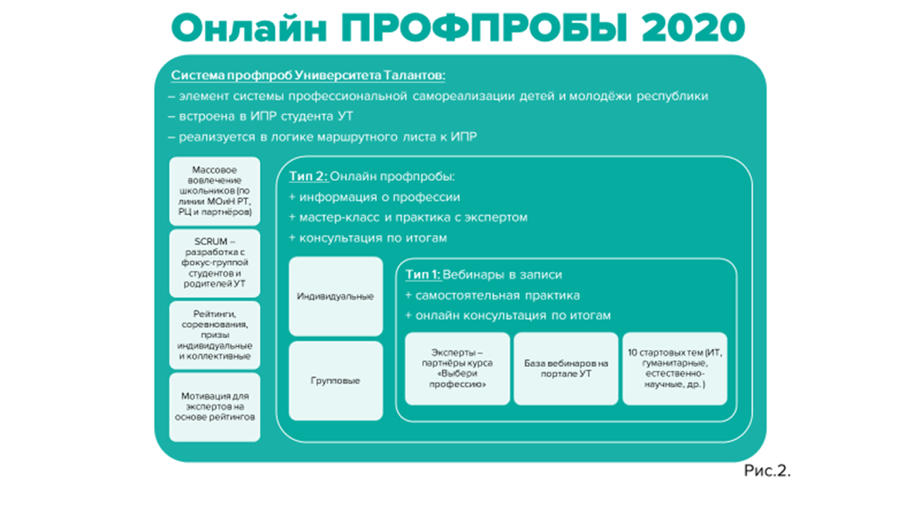 Онлайн ПРОФПРОБЫ 2020
Система профпроб Университета Талантов:
– элемент системы профессиональной самореализации детей и молодёжи республики
– встроена в ИПР студента УТ
– реализуется в логике маршрутного листа к ИПР
Массовое
вовлечение
школьников (по
линии МОиН РТ,
РЦ и партнёров)
SCRUM –
разработка с
фокус-группой
студентов и
родителей УТ
Рейтинги,
соревнования,
призы
индивидуальные
и коллективные
Мотивация для
экспертов на
основе рейтингов
Тип 2: Онлайн профпробы:
+ информация о профессии
+ мастер-класс и практика с экспертом
+ консультация по итогам
Индивидуальные
Групповые
Тип 1: Вебинары в записи
+ самостоятельная практика
+ онлайн консультация по итогам
Эксперты –
партнёры курса
«Выбери
профессию»
База вебинаров на
портале УТ
10 стартовых тем (ИТ,
гуманитарные,
естественно-
научные, др. )
Рис.2.